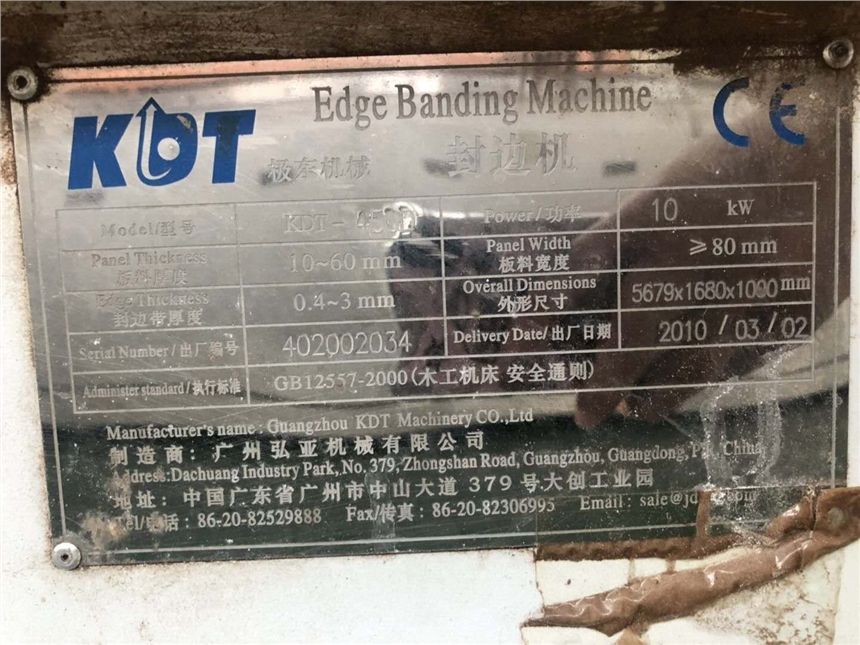 KDT
Edge Banding Machine
CE
极东机械
封边机
Model/型号 KDT- Power/功率 10 kW
Panel Thickness 板料厚度 10~60 mm Panel Width 板料宽度 ≥80 mm
Edge Thickness 封边带厚度 0.4~3 mm Overall Dimensions 外形尺寸 5679x1680x1090 mm
Serial Number/出厂编号 402002034 Delivery Date/出厂日期 2010 / 03 / 02
Administer standard/执行标准 GB12557-2000(木工机床 安全通则)
Manufacturer's name: Guangzhou KDT Machinery CO.,Ltd
制造商: 广州弘亚机械有限公司
Address:Dachuang Industry Park, No. 379, Zhongshan Road, Guangzhou, Guangdong, China
地址: 中国广东省广州市中山大道 379 号大创工业园
TEL/电话: 86-20-82529888 Fax/传真: 86-20-82306995 Email: